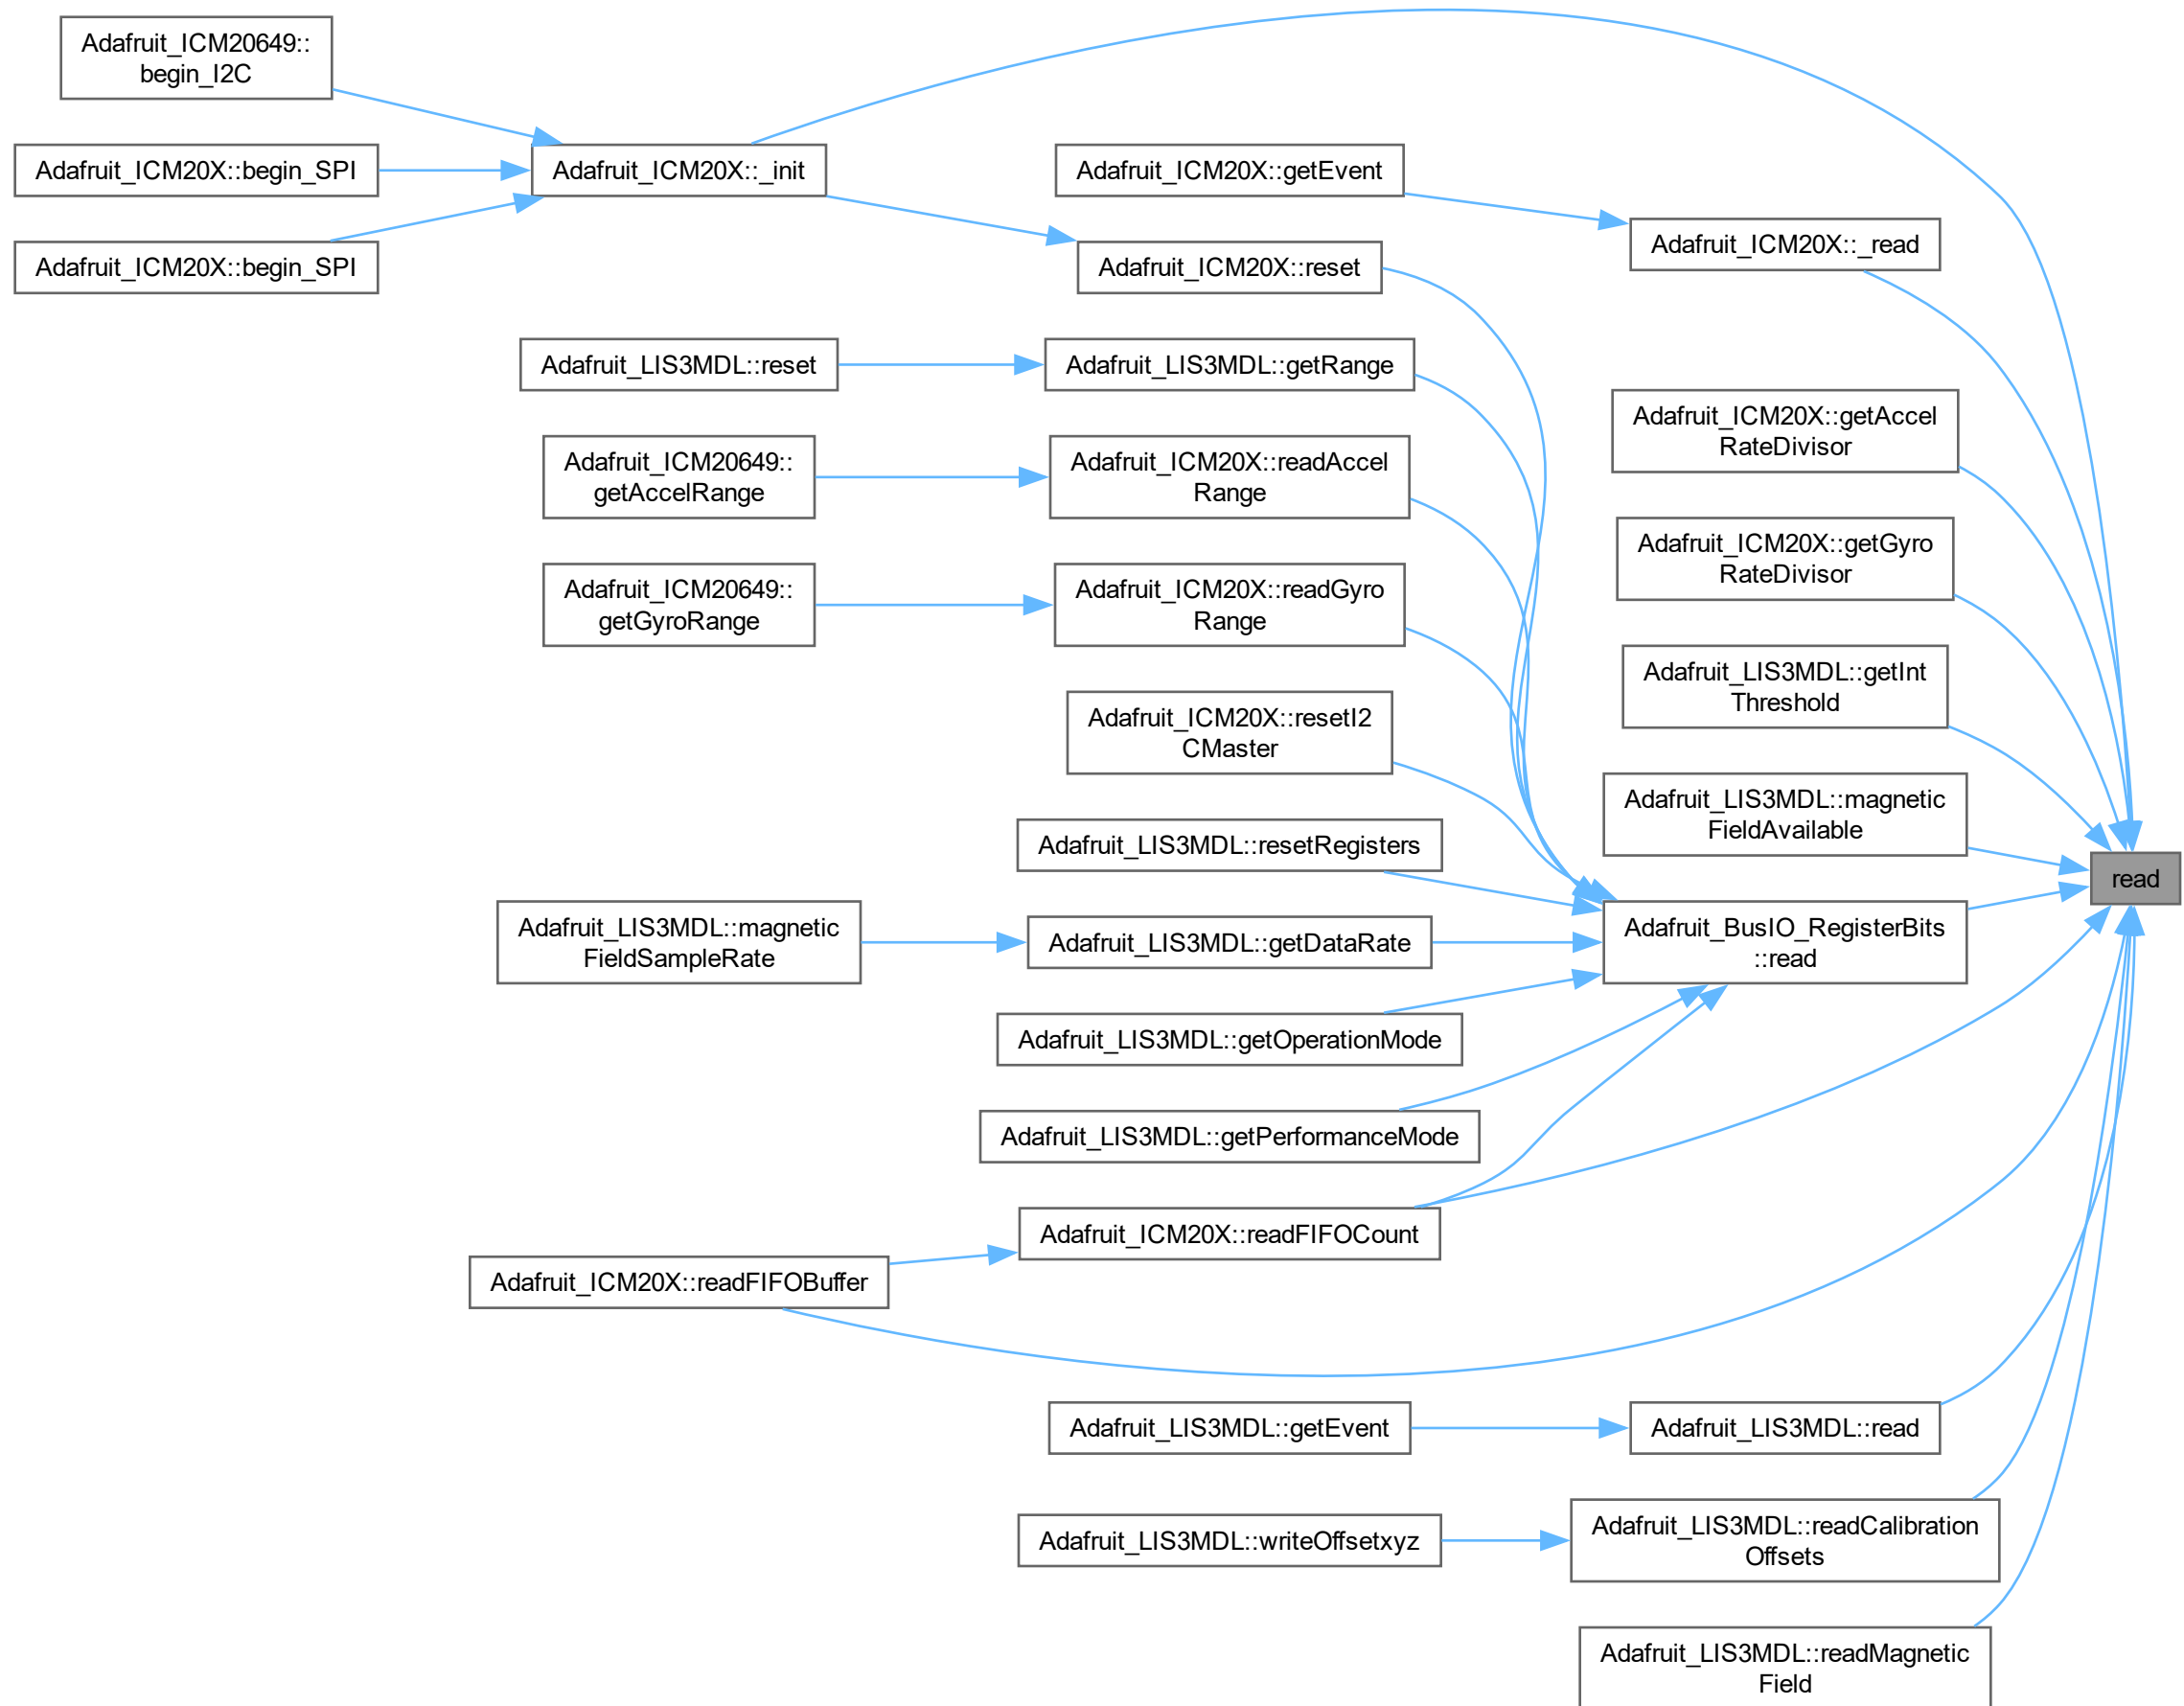 Adafruit_ICM20649::
begin_I2C
Adafruit_ICM20X::begin_SPI
Adafruit_ICM20X::begin_SPI
Adafruit_ICM20X::_init
Adafruit_ICM20X::getEvent
Adafruit_ICM20X::reset
Adafruit_ICM20X::_read
Adafruit_LIS3MDL::reset
Adafruit_LIS3MDL::getRange
Adafruit_ICM20649::
getAccelRange
Adafruit_ICM20X::readAccel
Range
Adafruit_ICM20X::getAccel
RateDivisor
Adafruit_ICM20649::
getGyroRange
Adafruit_ICM20X::readGyro
Range
Adafruit_ICM20X::getGyro
RateDivisor
Adafruit_ICM20X::resetI2
CMaster
Adafruit_LIS3MDL::getInt
Threshold
Adafruit_LIS3MDL::resetRegisters
Adafruit_LIS3MDL::magnetic
FieldAvailable
read
Adafruit_LIS3MDL::magnetic
FieldSampleRate
Adafruit_LIS3MDL::getDataRate
Adafruit_BusIO_RegisterBits
::read
Adafruit_LIS3MDL::getOperationMode
Adafruit_LIS3MDL::getPerformanceMode
Adafruit_ICM20X::readFIFOCount
Adafruit_ICM20X::readFIFOBuffer
Adafruit_LIS3MDL::getEvent
Adafruit_LIS3MDL::read
Adafruit_LIS3MDL::writeOffsetxyz
Adafruit_LIS3MDL::readCalibration
Offsets
Adafruit_LIS3MDL::readMagnetic
Field